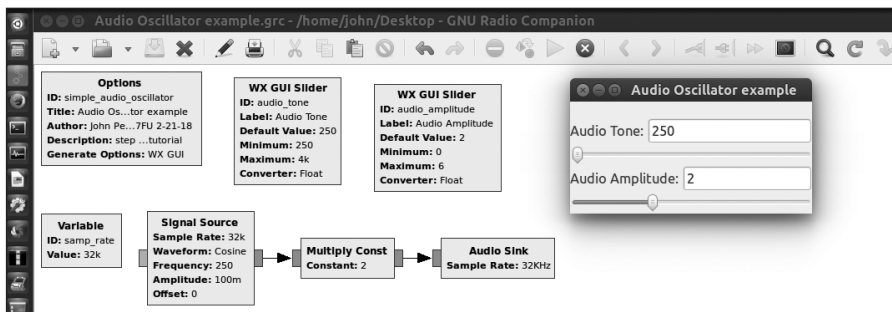 Audio Oscillator example.grc - /home/john/Desktop - GNU Radio Companion
Options
ID: simple_audio_oscillator
Title: Audio Os...tor example
Author: John Pe...7FU 2-21-18
Description: step ...tutorial
Generate Options: WX GUI
WX GUI Slider
ID: audio_tone
Label: Audio Tone
Default Value: 250
Minimum: 250
Maximum: 4k
Converter: Float
WX GUI Slider
ID: audio_amplitude
Label: Audio Amplitude
Default Value: 2
Minimum: 0
Maximum: 6
Converter: Float
Audio Oscillator example
Audio Tone: 250
Audio Amplitude: 2
Variable
ID: samp_rate
Value: 32k
Signal Source
Sample Rate: 32k
Waveform: Cosine
Frequency: 250
Amplitude: 100m
Offset: 0
Multiply Const
Constant: 2
Audio Sink
Sample Rate: 32KHz